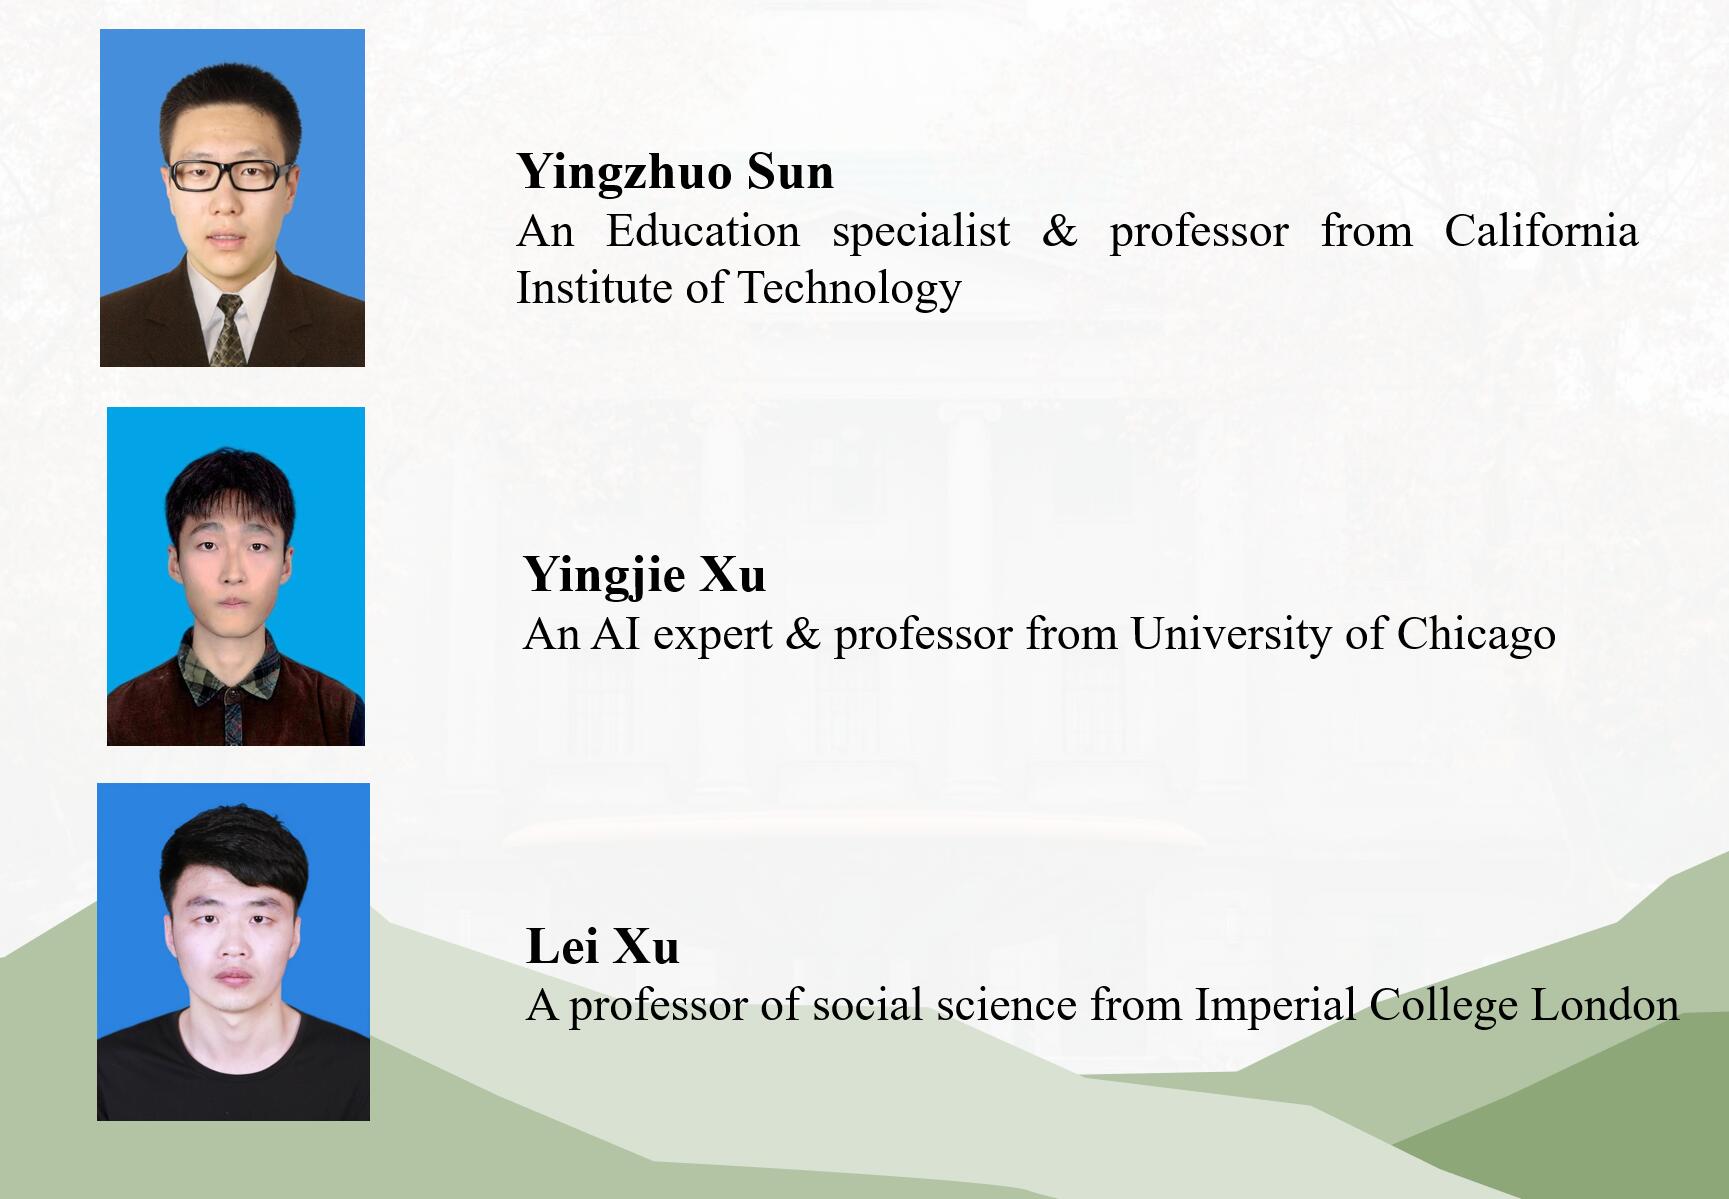 Yingzhuo Sun
An Education specialist & professor from California
Institute of Technology
Yingjie Xu
An AI expert & professor from University of Chicago
Lei Xu
A professor of social science from Imperial College London